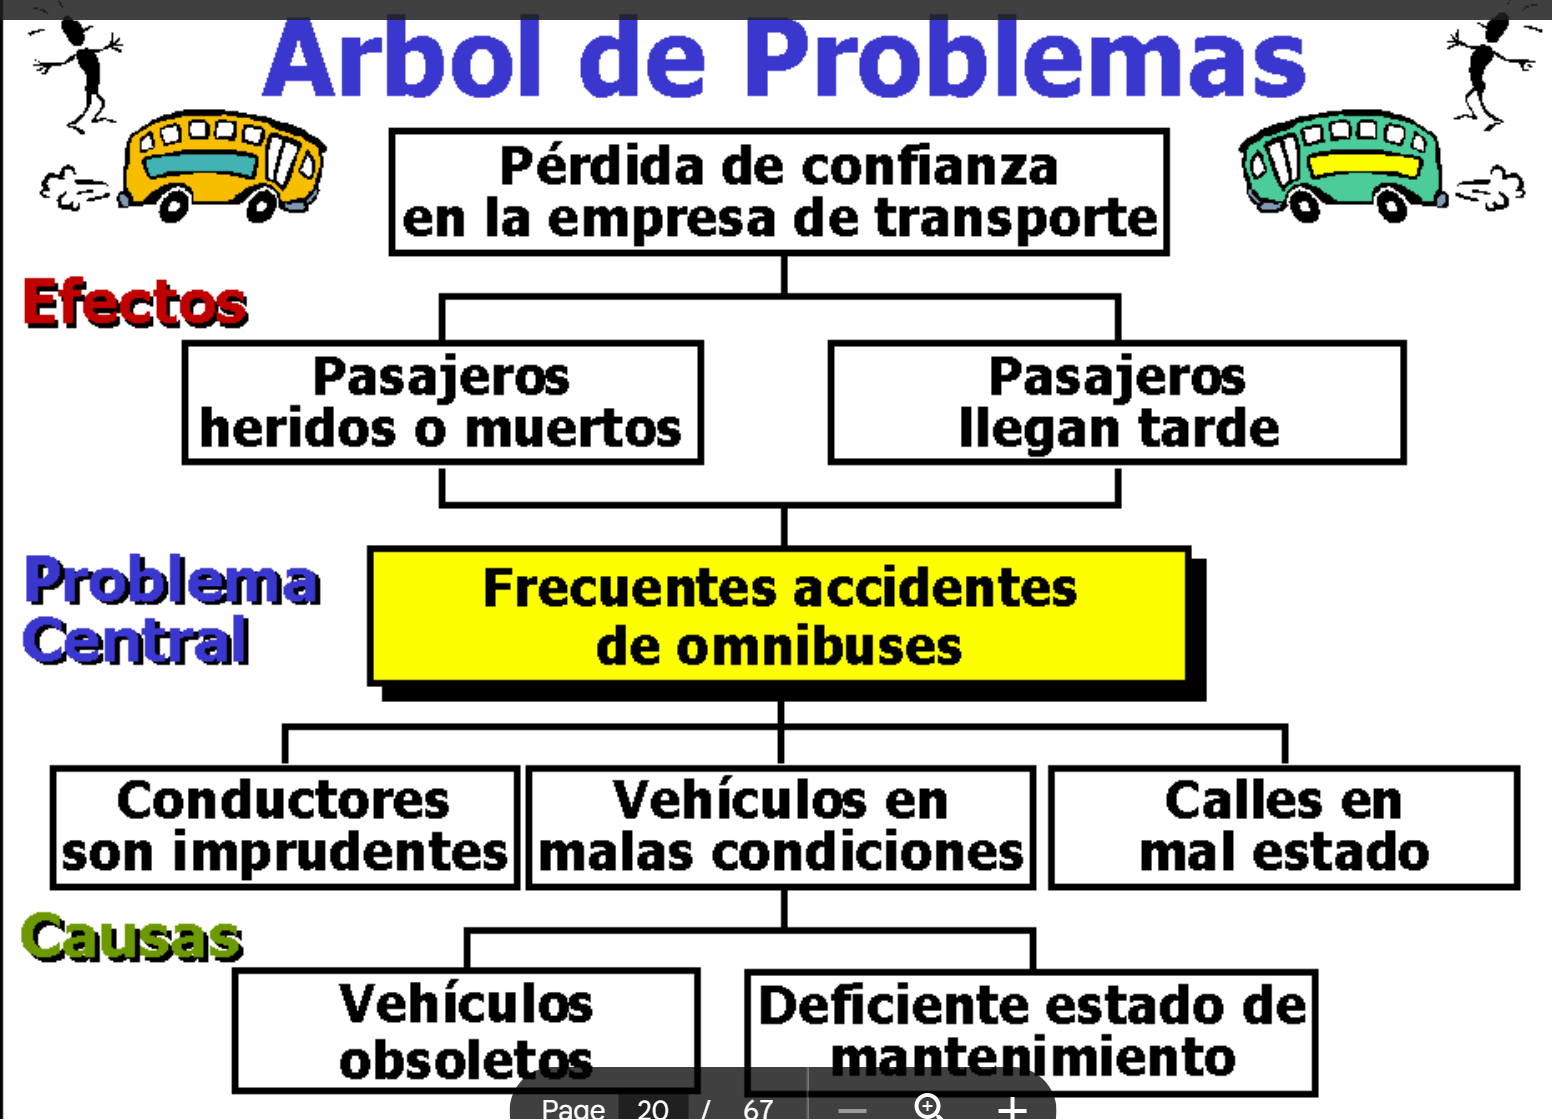 Arbol de Problemas
Pérdida de confianza
en la empresa de transporte
Efectos
Pasajeros
heridos o muertos
Pasajeros
llegan tarde
Problema
Central
Frecuentes accidentes
de omnibuses
Conductores
son imprudentes
Vehículos en
malas condiciones
Calles en
mal estado
Causas
Vehículos
obsoletos
Deficiente estado de
mantenimiento
Page 20 / 67